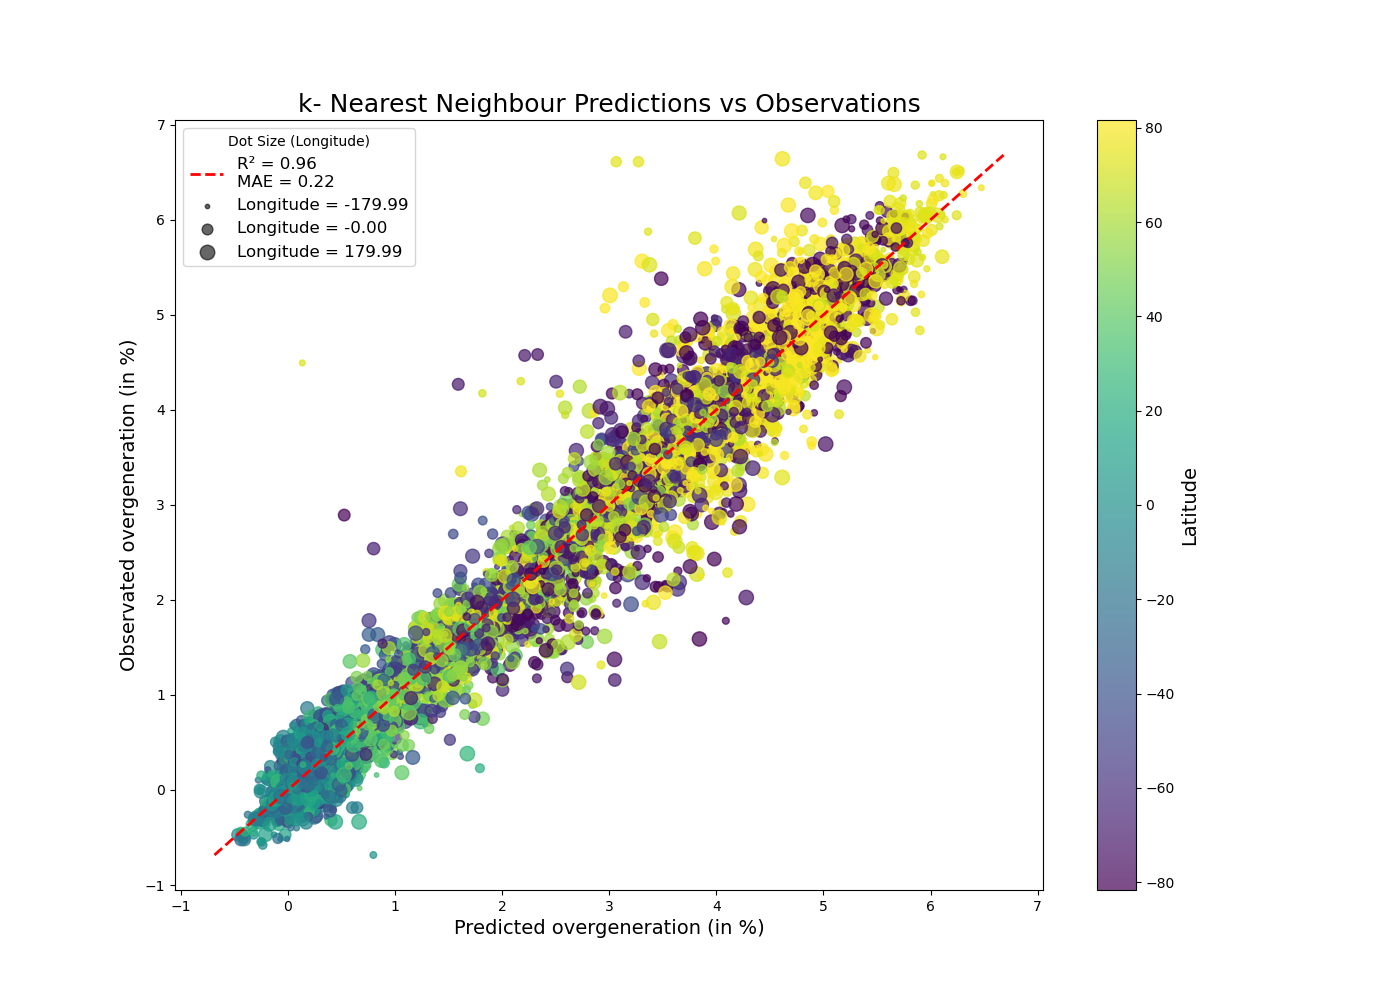 k- Nearest Neighbour Predictions vs Observations
Dot Size (Longitude)
R² = 0.96
MAE = 0.22
Longitude = -179.99
Longitude = -0.00
Longitude = 179.99
7
6
5
4
3
2
1
0
−1
Observated overgeneration (in %)
−1 0 1 2 3 4 5 6 7
Predicted overgeneration (in %)
80
60
40
20
0
−20
−40
−60
−80
Latitude